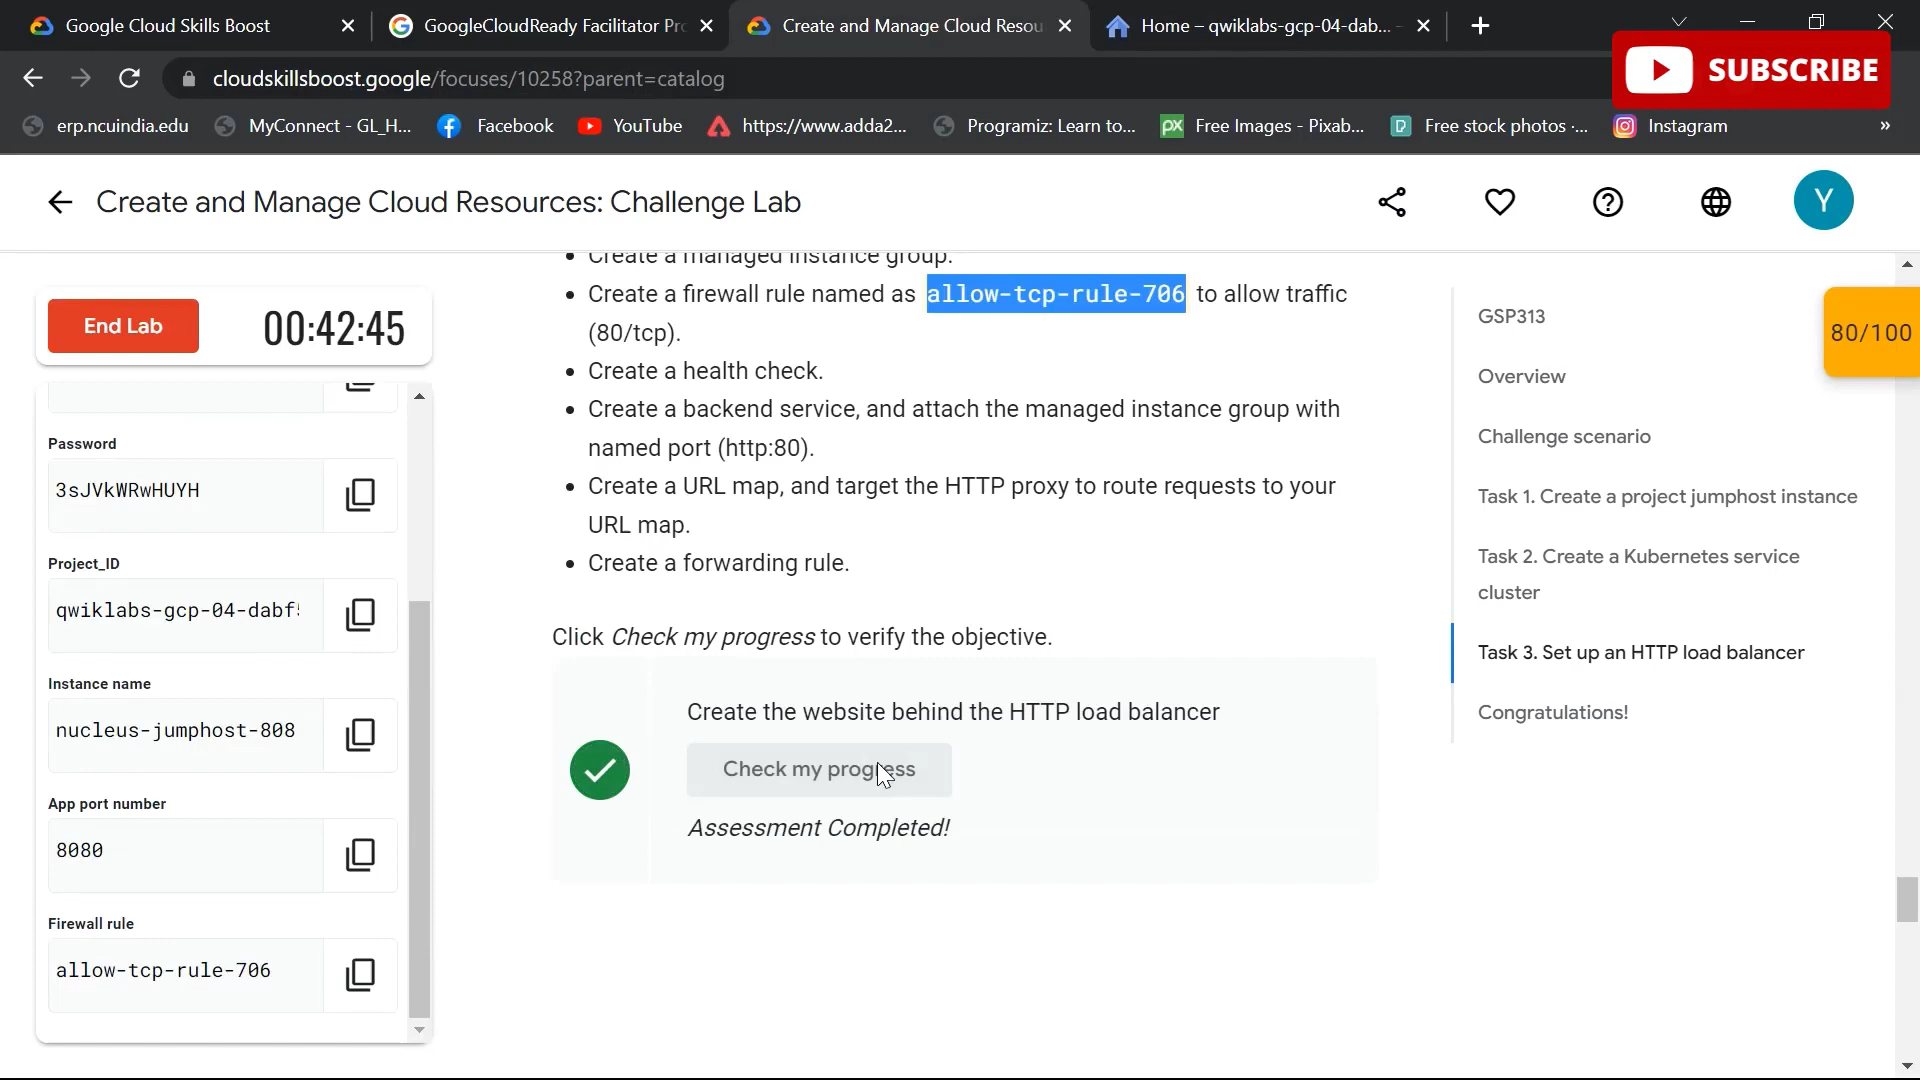 Google Cloud Skills Boost
GoogleCloudReady Facilitator Pr
Create and Manage Cloud Resou
Home – qwiklabs-gcp-04-dab... -
SUBSCRIBE
cloudskillsboost.google/focuses/10258?parent=catalog
erp.ncuindia.edu
MyConnect - GL_H...
Facebook
YouTube
https://www.adda2...
Programiz: Learn to...
PX
Free Images - Pixab...
Free stock photos ·...
Instagram
»
Create and Manage Cloud Resources: Challenge Lab
Y
End Lab
00:42:45
Password
3sJVkWRwHUYH
Project_ID
qwiklabs-gcp-04-dabf
Instance name
nucleus-jumphost-808
App port number
8080
Firewall rule
allow-tcp-rule-706
• Create a managed instance group.
• Create a firewall rule named as allow-tcp-rule-706 to allow traffic
(80/tcp).
• Create a health check.
• Create a backend service, and attach the managed instance group with
named port (http:80).
• Create a URL map, and target the HTTP proxy to route requests to your
URL map.
• Create a forwarding rule.
Click Check my progress to verify the objective.
Create the website behind the HTTP load balancer
Check my progress
Assessment Completed!
GSP313
Overview
Challenge scenario
Task 1. Create a project jumphost instance
Task 2. Create a Kubernetes service
cluster
Task 3. Set up an HTTP load balancer
Congratulations!
80/100